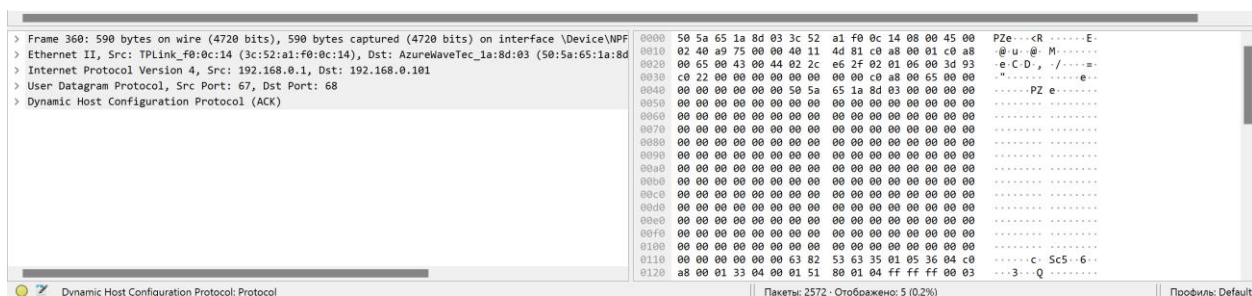 > Frame 360: 590 bytes on wire (4720 bits), 590 bytes captured (4720 bits) on interface \Device\NPF
> Ethernet II, Src: TPLink_f0:0c:14 (3c:52:a1:f0:0c:14), Dst: AzureWaveTec_1a:8d:03 (50:5a:65:1a:8d
> Internet Protocol Version 4, Src: 192.168.0.1, Dst: 192.168.0.101
> User Datagram Protocol, Src Port: 67, Dst Port: 68
> Dynamic Host Configuration Protocol (ACK)
0000 50 5a 65 1a 8d 03 3c 52 a1 f0 0c 14 08 00 45 00 PZe···<R ······E·
0010 02 40 a9 75 00 00 40 11 4d 81 c0 a8 00 01 c0 a8 ·@·u··@· M·······
0020 00 65 00 43 00 44 02 2c e6 2f 02 01 06 00 3d 93 ·e·C·D·, ·/····=·
0030 c0 22 00 00 00 00 00 00 00 00 c0 a8 00 65 00 00 ·"······ ·····e··
0040 00 00 00 00 00 00 50 5a 65 1a 8d 03 00 00 00 00 ······PZ e·······
0050 00 00 00 00 00 00 00 00 00 00 00 00 00 00 00 00 ········ ········
0060 00 00 00 00 00 00 00 00 00 00 00 00 00 00 00 00 ········ ········
0070 00 00 00 00 00 00 00 00 00 00 00 00 00 00 00 00 ········ ········
0080 00 00 00 00 00 00 00 00 00 00 00 00 00 00 00 00 ········ ········
0090 00 00 00 00 00 00 00 00 00 00 00 00 00 00 00 00 ········ ········
00a0 00 00 00 00 00 00 00 00 00 00 00 00 00 00 00 00 ········ ········
00b0 00 00 00 00 00 00 00 00 00 00 00 00 00 00 00 00 ········ ········
00c0 00 00 00 00 00 00 00 00 00 00 00 00 00 00 00 00 ········ ········
00d0 00 00 00 00 00 00 00 00 00 00 00 00 00 00 00 00 ········ ········
00e0 00 00 00 00 00 00 00 00 00 00 00 00 00 00 00 00 ········ ········
00f0 00 00 00 00 00 00 00 00 00 00 00 00 00 00 00 00 ········ ········
0100 00 00 00 00 00 00 00 00 00 00 00 00 00 00 00 00 ········ ········
0110 00 00 00 00 00 00 63 82 53 63 35 01 05 36 04 c0 ······c· Sc5··6··
0120 a8 00 01 33 04 00 01 51 80 01 04 ff ff ff 00 03 ···3···Q ········
Dynamic Host Configuration Protocol: Protocol
Пакеты: 2572 · Отображено: 5 (0.2%)
Профиль: Default